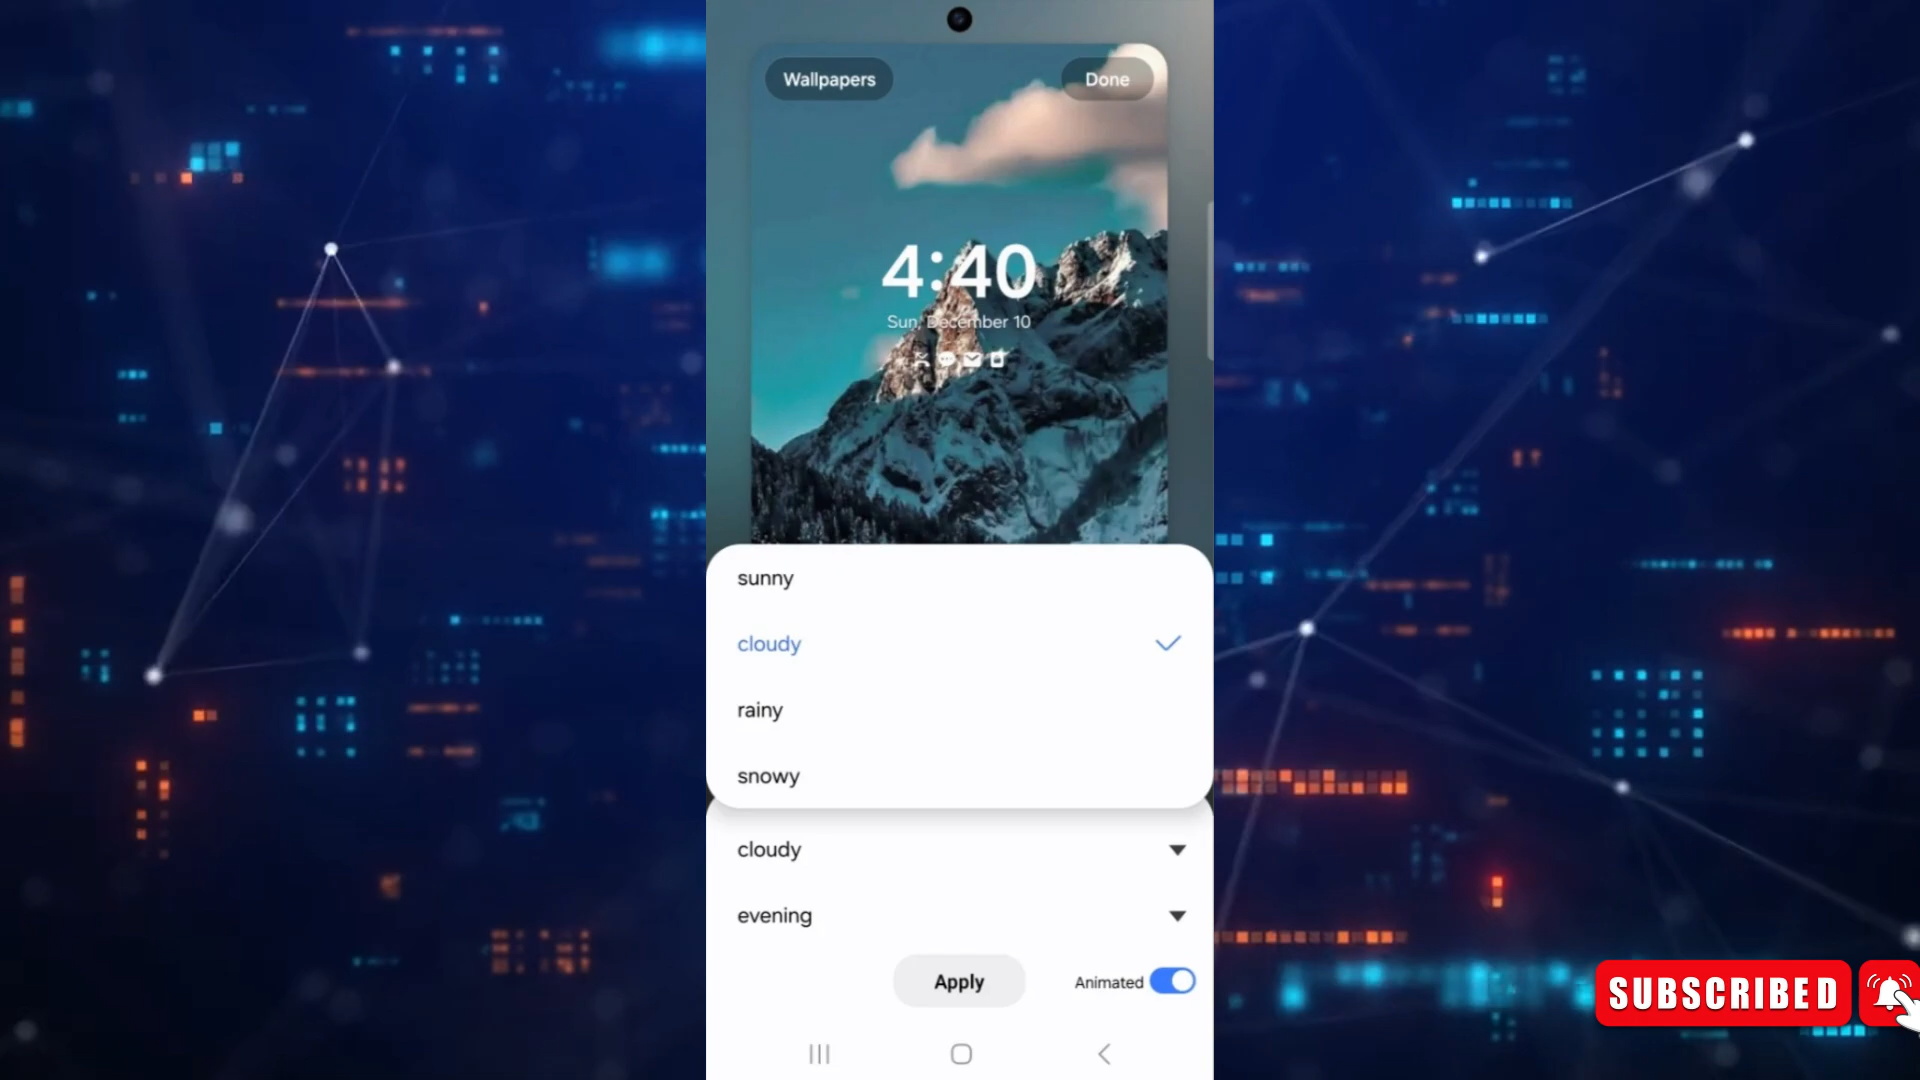 Wallpapers
Done
4:40
Sun, December 10
sunny
cloudy
rainy
snowy
cloudy
evening
Apply
Animated
SUBSCRIBED